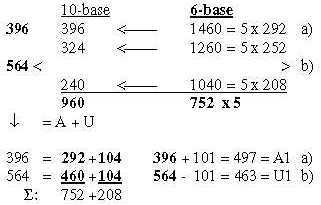 10-base 6-base
396 396 <—— 1460 = 5 x 292 a)
324 <—— 1260 = 5 x 252
564 < > b)
240 <—— 1040 = 5 x 208
960 752 x 5
↓ = A + U
396 = 292 +104 396 + 101 = 497 = A1 a)
564 = 460 +104 564 - 101 = 463 = U1 b)
Σ: 752 +208